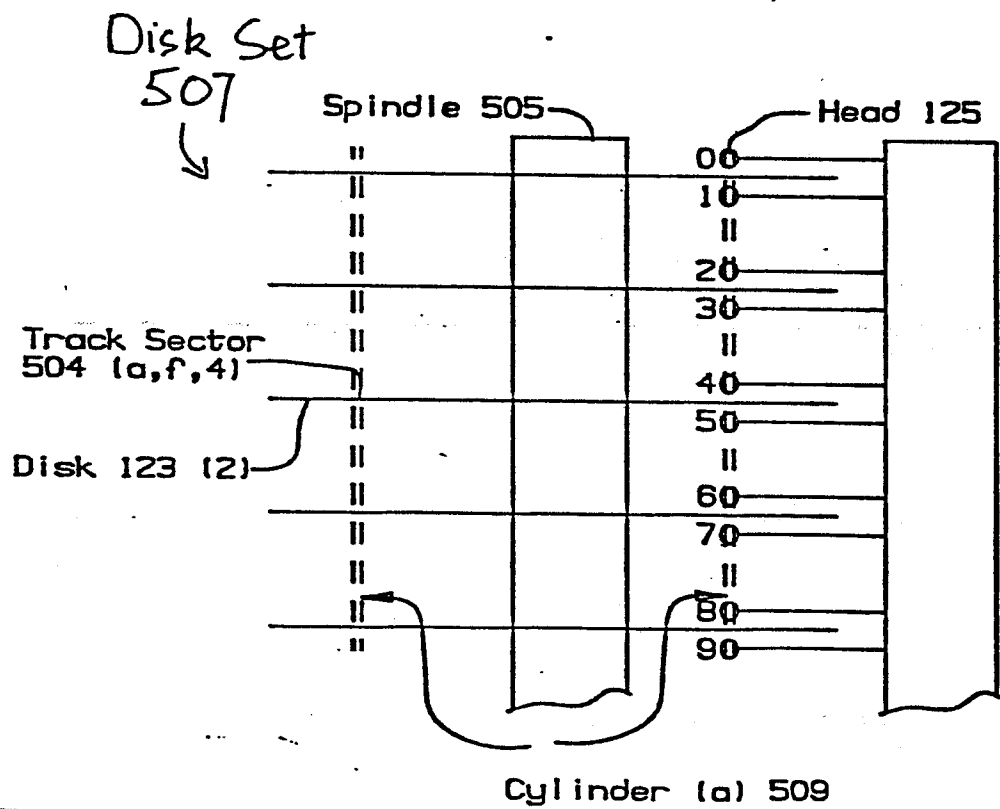 Disk Set
507
Spindle 505
Head 125
00
10
20
30
Track Sector
504 (a,f,4)
40
50
Disk 123 (2)
60
70
80
90
Cylinder (a) 509